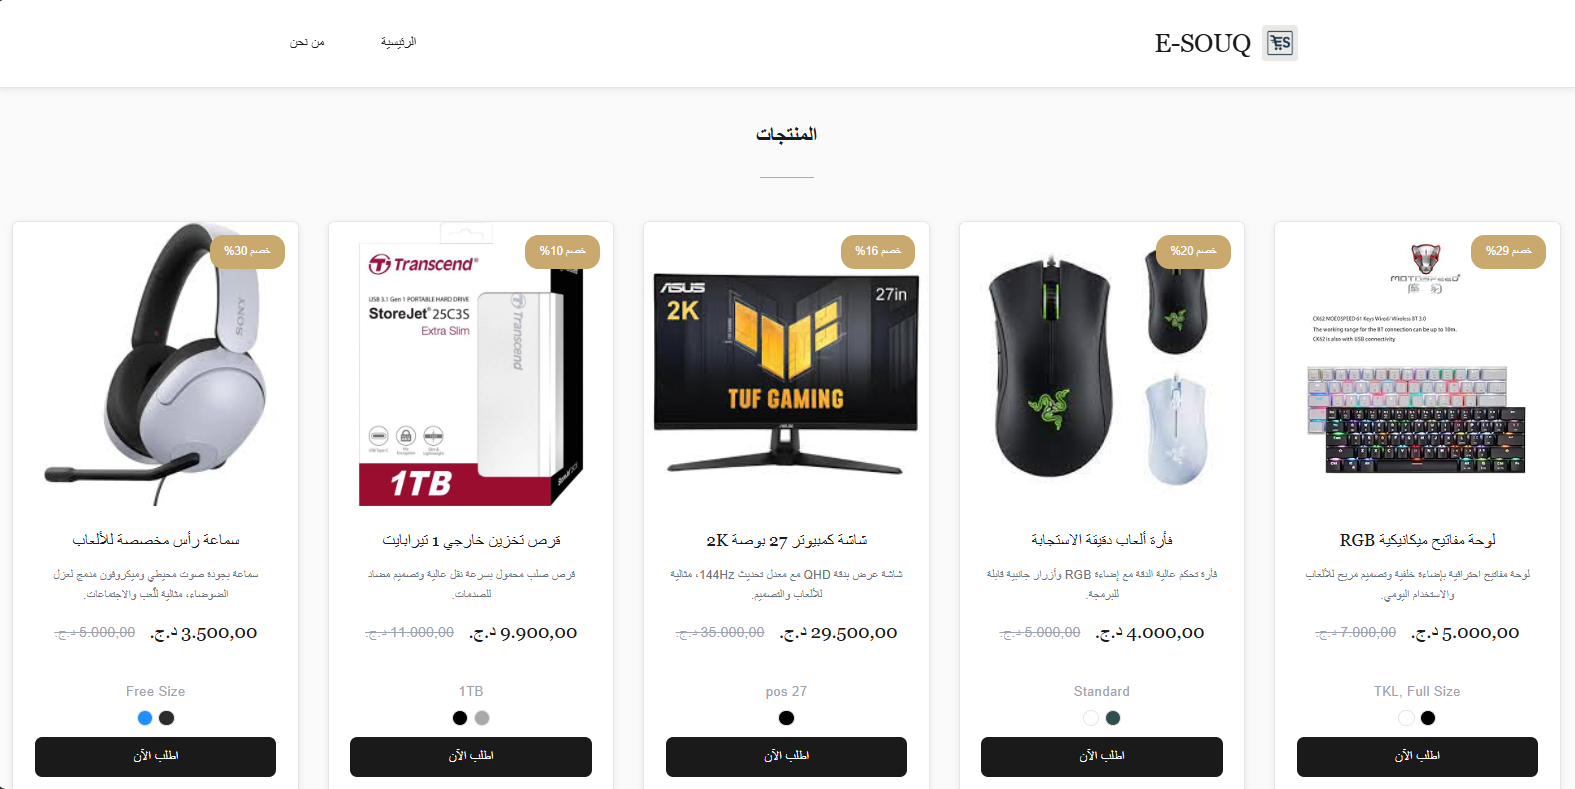 E-SOUQ
الرئيسية
من نحن
المنتجات
خصم 29%
MOTOSPEED
CK62 MOEOSPEED-61 Keys Wired/Wireless BT 3.0
The working range for the BT connection can be up to 10m.
CK62 is also with USB connectivity
لوحة مفاتيح ميكانيكية RGB
لوحة مفاتيح احترافية بإضاءة خلفية وتصميم مريح للألعاب
والاستخدام اليومي.
5.000,00 د.ج.
7.000,00 د.ج.
TKL, Full Size
اطلب الآن
خصم 20%
فأرة ألعاب دقيقة الاستجابة
فأرة تحكم عالية الدقة مع إضاءة RGB وأزرار جانبية قابلة
للبرمجة.
4.000,00 د.ج.
5.000,00 د.ج.
Standard
اطلب الآن
خصم 16%
ASUS
2K
27in
TUF GAMING
شاشة كمبيوتر 27 بوصة 2K
شاشة عرض بدقة QHD مع معدل تحديث 144Hz، مثالية
للألعاب والتصميم.
29.500,00 د.ج.
35.000,00 د.ج.
pos 27
اطلب الآن
خصم 10%
Transcend
USB 3.1 Gen 1 PORTABLE HARD DRIVE
StoreJet 25C3S
Extra Slim
Transcend
1TB
قرص تخزين خارجي 1 تيرابايت
قرص صلب محمول بسرعة نقل عالية وتصميم مضاد
للصدمات.
9.900,00 د.ج.
11.000,00 د.ج.
1TB
اطلب الآن
خصم 30%
SONY
سماعة رأس مخصصة للألعاب
سماعة بجودة صوت محيطي وميكروفون مدمج لعزل
الضوضاء، مثالية للعب والاجتماعات.
3.500,00 د.ج.
5.000,00 د.ج.
Free Size
اطلب الآن